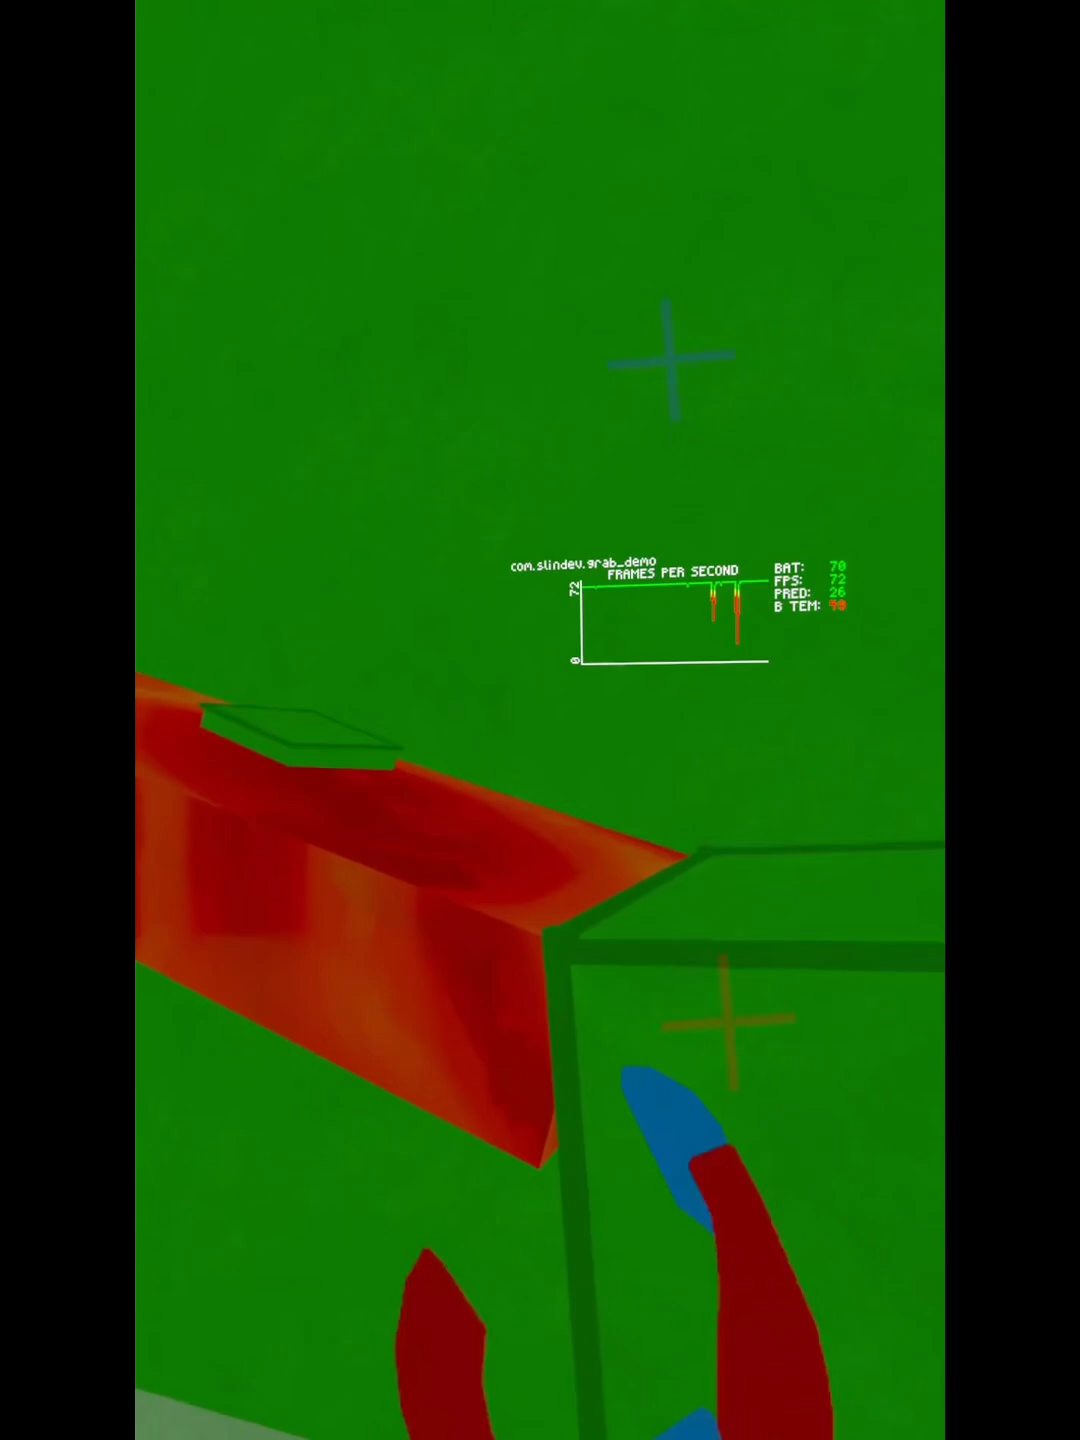 com.slindev.grab_demo
FRAMES PER SECOND
72
0
BAT: 70
FPS: 72
PRED: 26
B TEM: